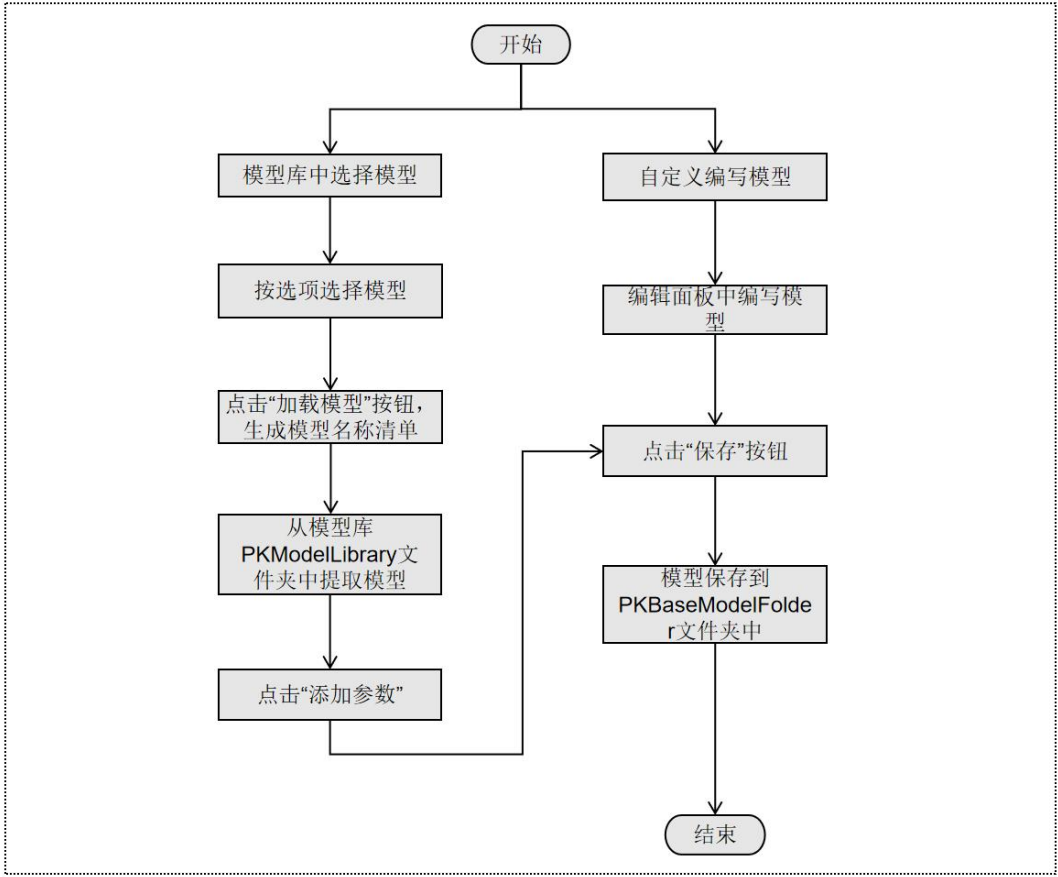 开始
模型库中选择模型
按选项选择模型
点击“加载模型”按钮，
生成模型名称清单
从模型库
PKModelLibrary文
件夹中提取模型
点击“添加参数”
自定义编写模型
编辑面板中编写模
型
点击“保存”按钮
模型保存到
PKBaseModelFolde
r文件夹中
结束